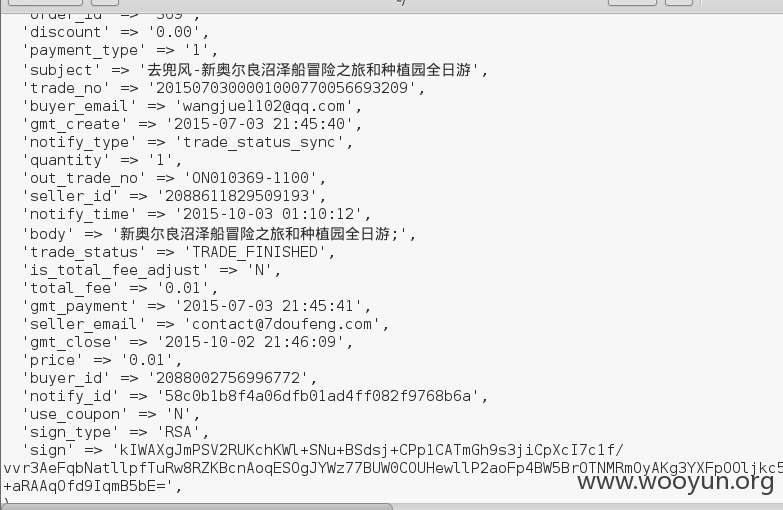 'order_id' => '369',
'discount' => '0.00',
'payment_type' => '1',
'subject' => '去兜风-新奥尔良沼泽船冒险之旅和种植园全日游',
'trade_no' => '2015070300001000770056693209',
'buyer_email' => 'wangjue1102@qq.com',
'gmt_create' => '2015-07-03 21:45:40',
'notify_type' => 'trade_status_sync',
'quantity' => '1',
'out_trade_no' => 'ON010369-1100',
'seller_id' => '2088611829509193',
'notify_time' => '2015-10-03 01:10:12',
'body' => '新奥尔良沼泽船冒险之旅和种植园全日游;',
'trade_status' => 'TRADE_FINISHED',
'is_total_fee_adjust' => 'N',
'total_fee' => '0.01',
'gmt_payment' => '2015-07-03 21:45:41',
'seller_email' => 'contact@7doufeng.com',
'gmt_close' => '2015-10-02 21:46:09',
'price' => '0.01',
'buyer_id' => '2088002756996772',
'notify_id' => '58c0b1b8f4a06dfb01ad4ff082f9768b6a',
'use_coupon' => 'N',
'sign_type' => 'RSA',
'sign' => 'kIWAXgJmPSV2RUKchKWl+SNu+BSdsj+CPp1CATmGh9s3jiCpXcI7c1f/
vvr3AeFqbNatllpfTuRw8RZKBcnAoqESOgJYWz77BUW0COUHewllP2aoFp4BW5BrOTNMRmOyAKg3YXFpOOljkc5
+aRAAqOfd9IqmB5bE=',
www.wooyun.org